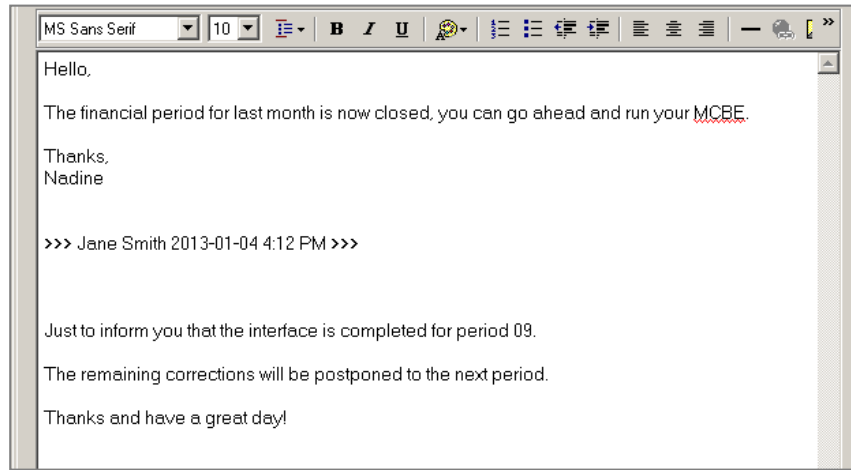 MS Sans Serif 10 B I U
Hello,
The financial period for last month is now closed, you can go ahead and run your MCBE.
Thanks,
Nadine
>>> Jane Smith 2013-01-04 4:12 PM >>>
Just to inform you that the interface is completed for period 09.
The remaining corrections will be postponed to the next period.
Thanks and have a great day!